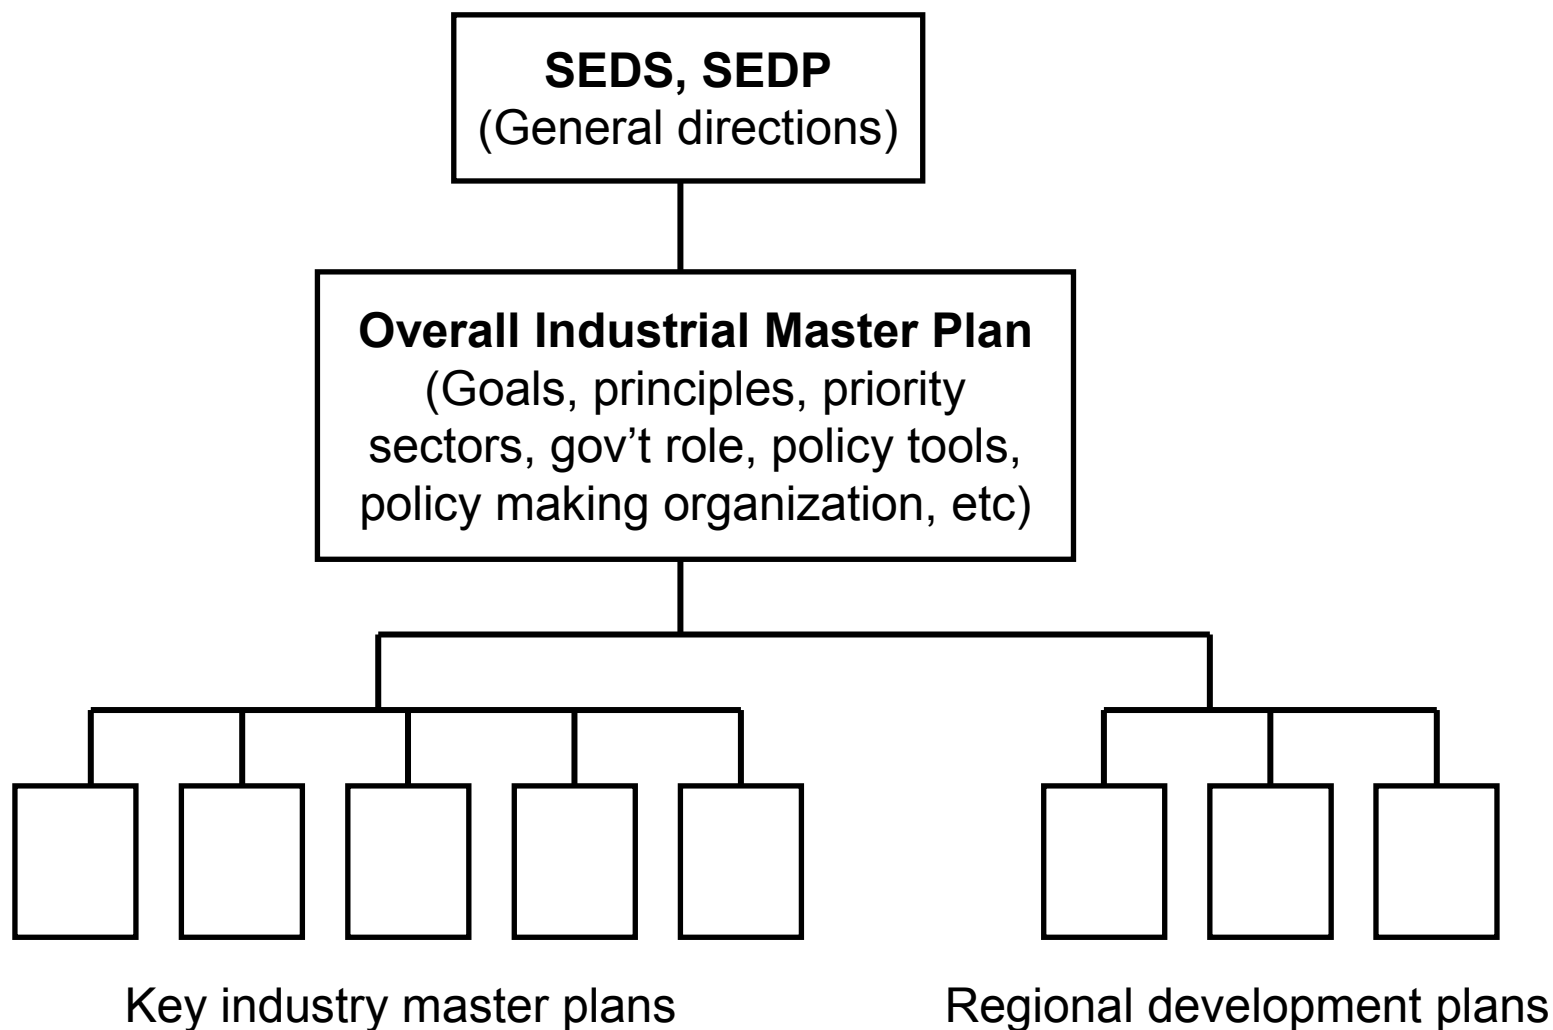 SEDS, SEDP
(General directions)
Overall Industrial Master Plan
(Goals, principles, priority
sectors, gov’t role, policy tools,
policy making organization, etc)
Key industry master plans
Regional development plans